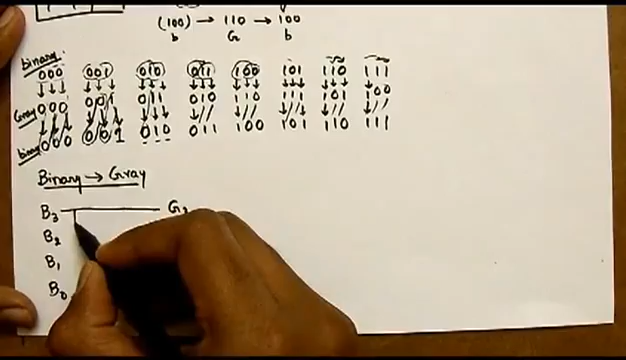 (100) → 110 → 100
b G b
binary:
000 001 010 011 100 101 110 111
Gray 000 001 011 010 110 111 101 100
binary 000 001 010 011 100 101 110 111
Binary → Gray
B3 G3
B2
B1
B0